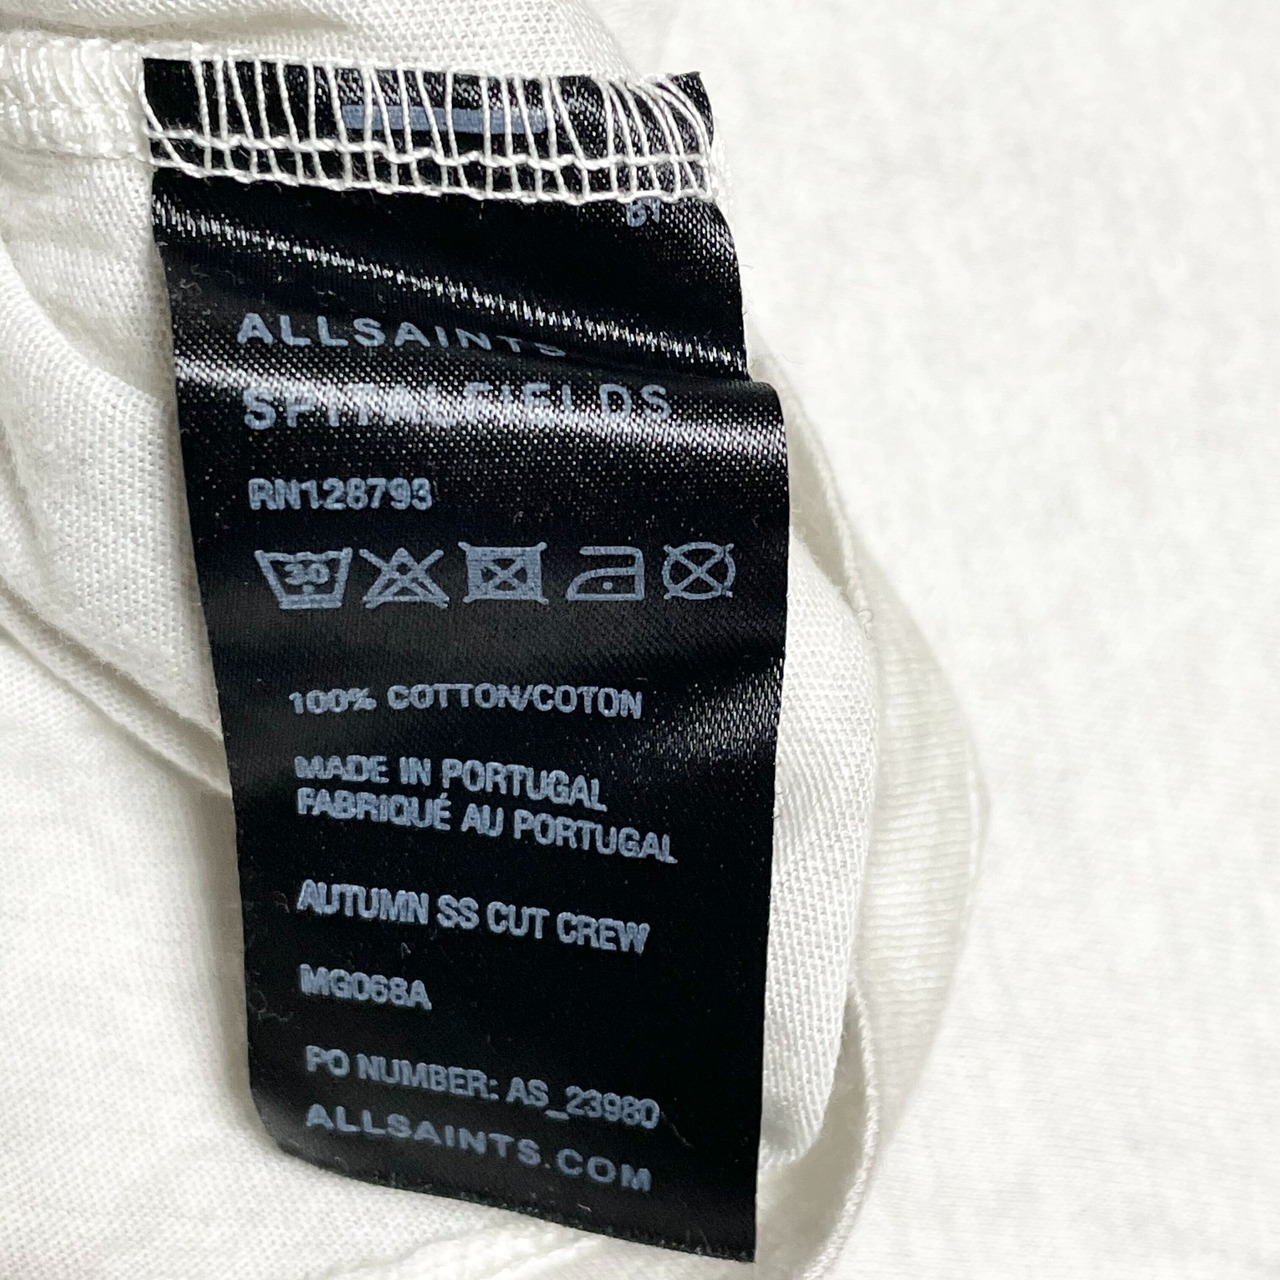 ALLSAINTS
SPITALFIELDS
RN128793
30
100% COTTON/COTON
MADE IN PORTUGAL
FABRIQUÉ AU PORTUGAL
AUTUMN SS CUT CREW
MG068A
PO NUMBER: AS_23980
ALLSAINTS.COM